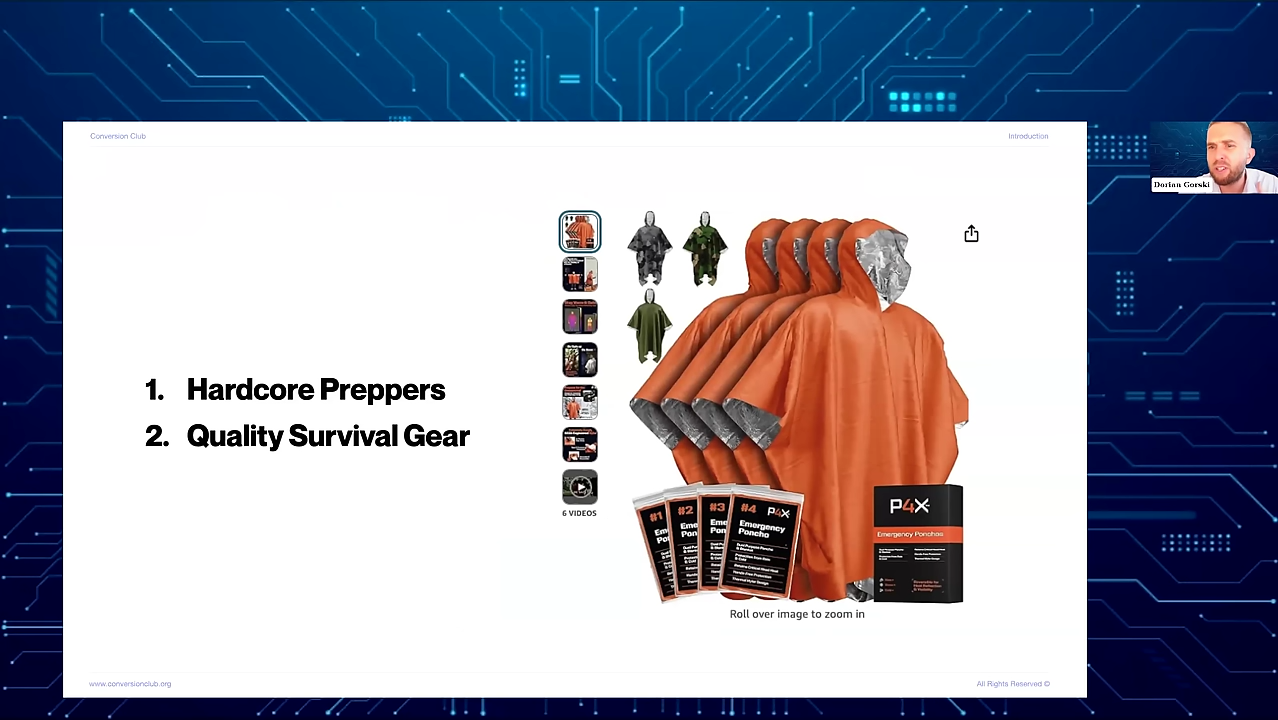 Conversion Club
Introduction
Dorian Gorski
1. Hardcore Preppers
2. Quality Survival Gear
6 VIDEOS
#1
#2
#3
#4
P4X
Emergency
Poncho
P4X
Emergency Ponchos
Roll over image to zoom in
www.conversionclub.org
All Rights Reserved ©